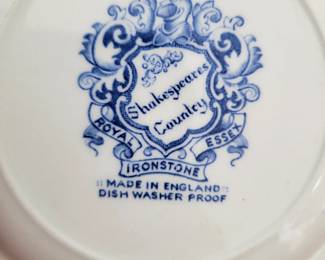 Shakespeares
Country
ROYAL ESSEX
IRONSTONE
"MADE IN ENGLAND"
DISH WASHER PROOF